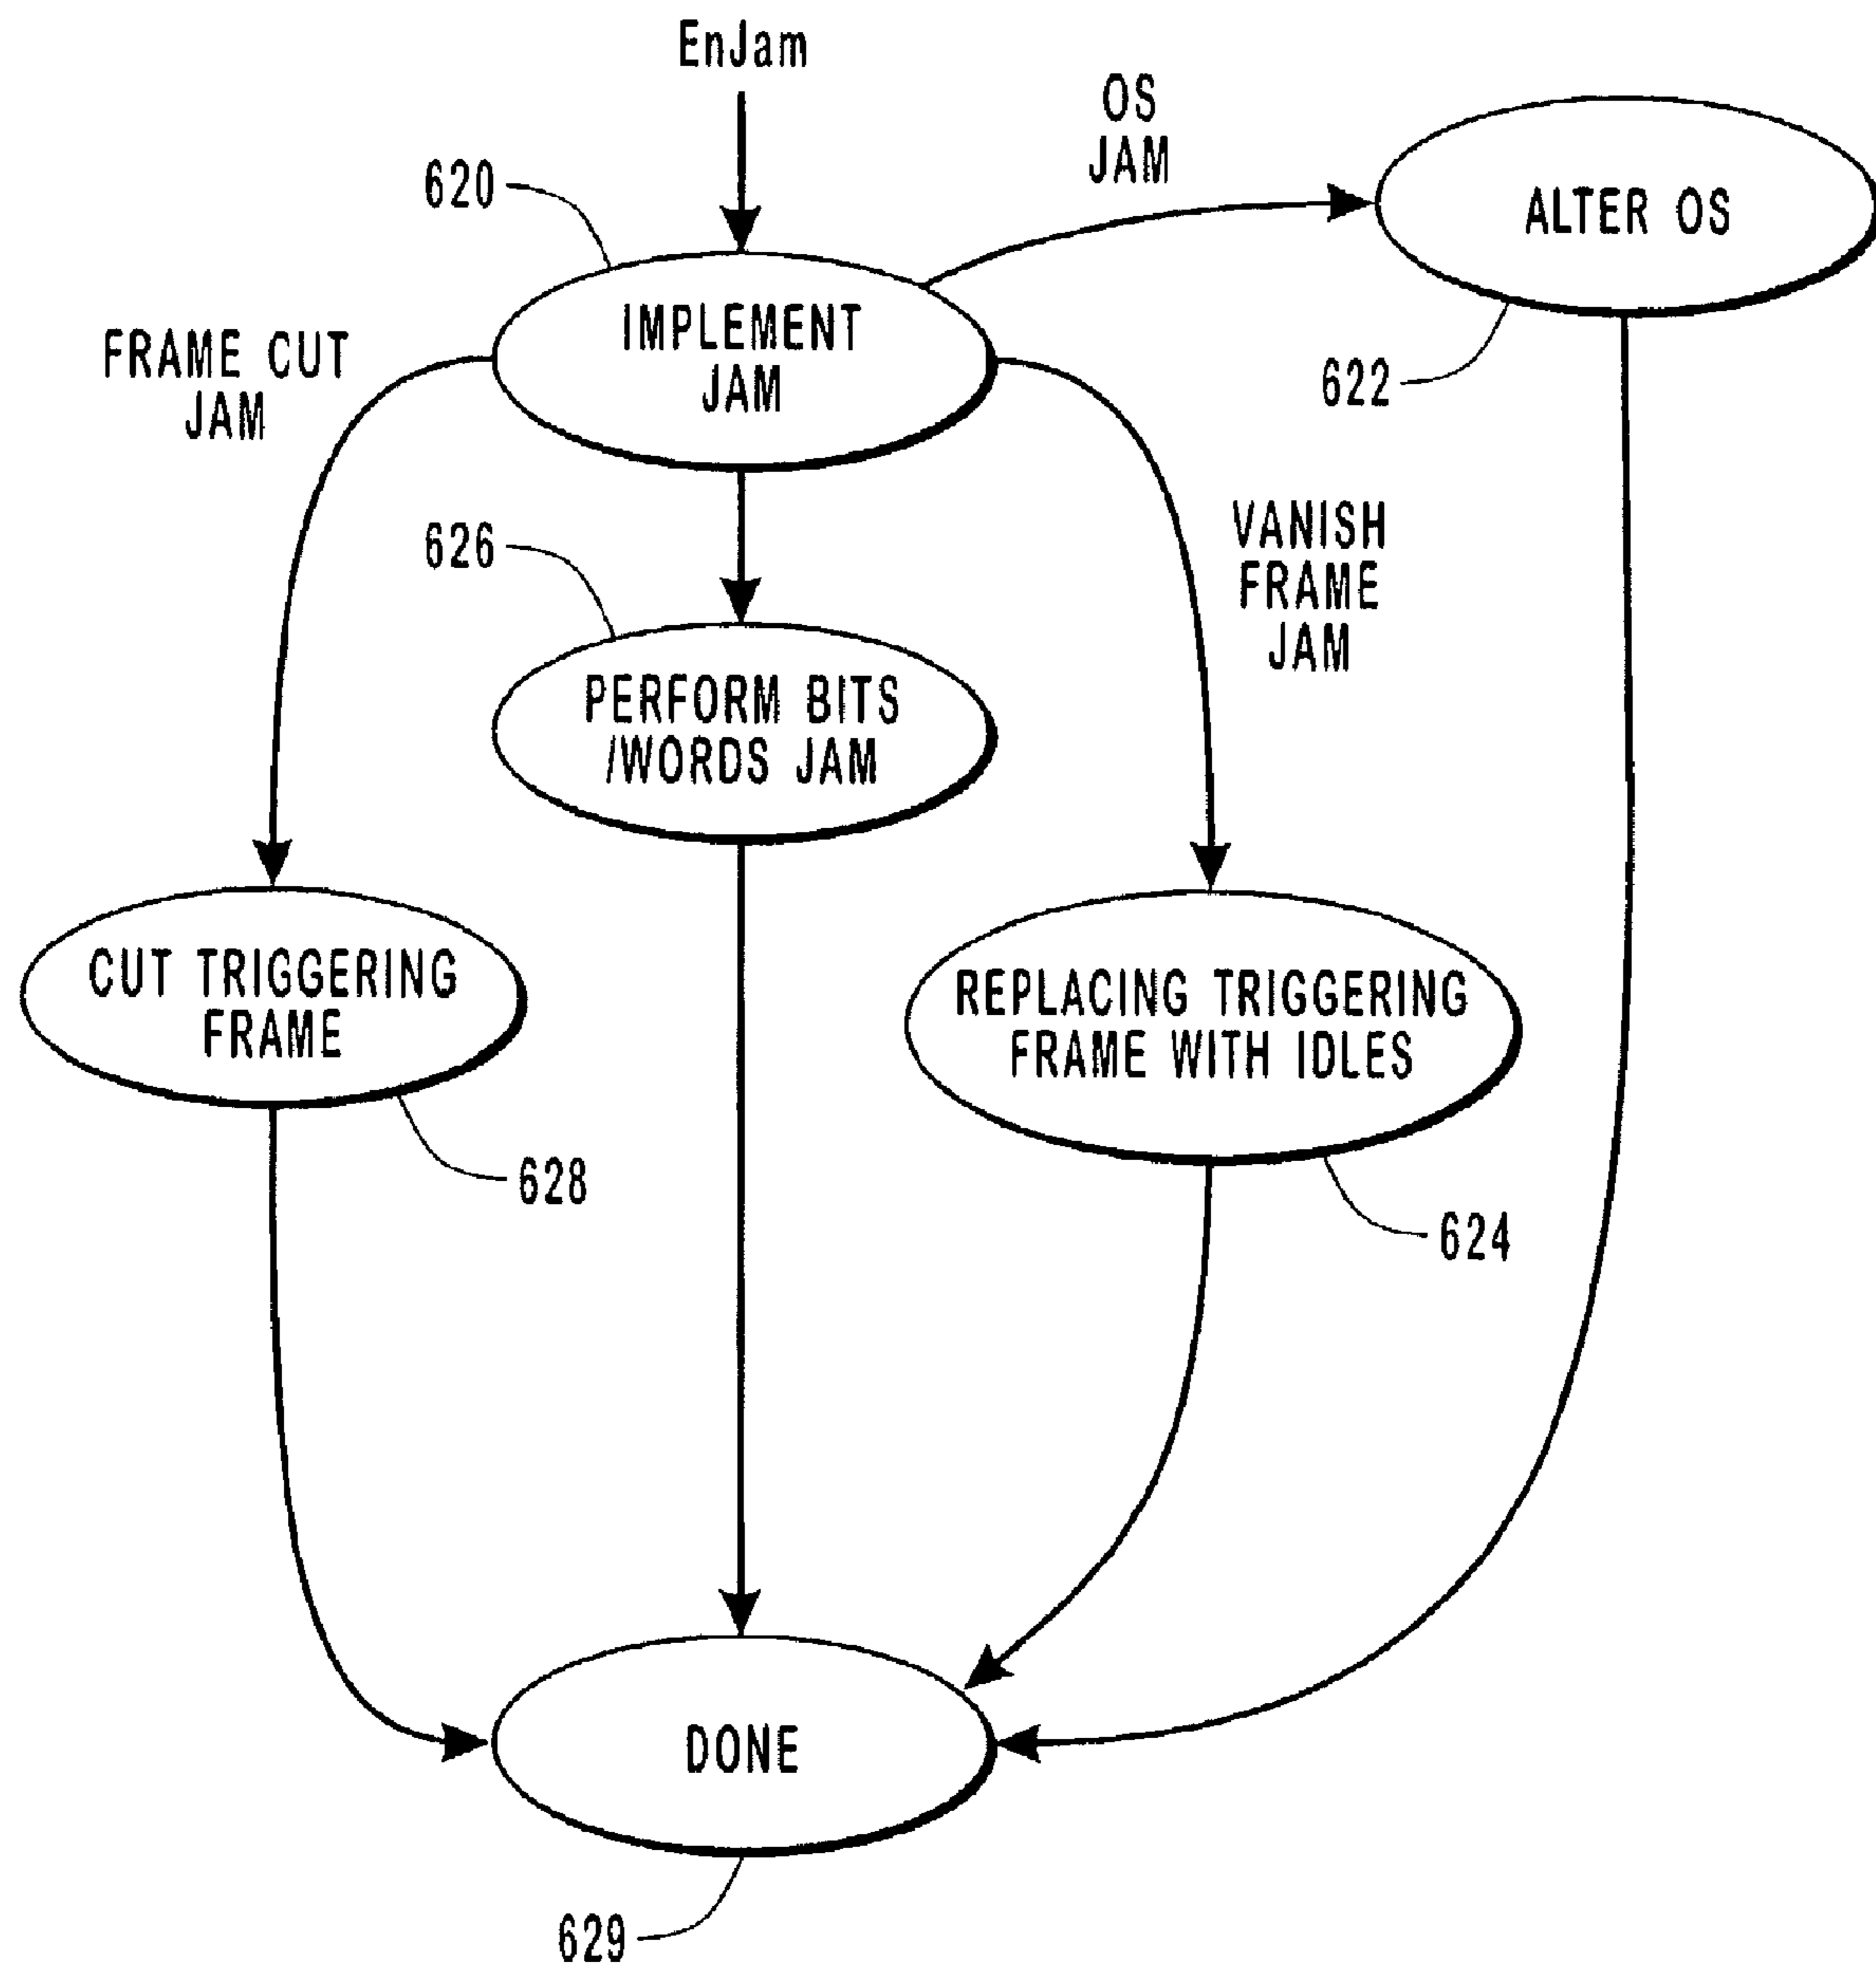 EnJam
OS
JAM
620
ALTER OS
IMPLEMENT
JAM
FRAME CUT
JAM
622
626
VANISH
FRAME
JAM
PERFORM BITS
/WORDS JAM
CUT TRIGGERING
FRAME
REPLACING TRIGGERING
FRAME WITH IDLES
628
624
DONE
629